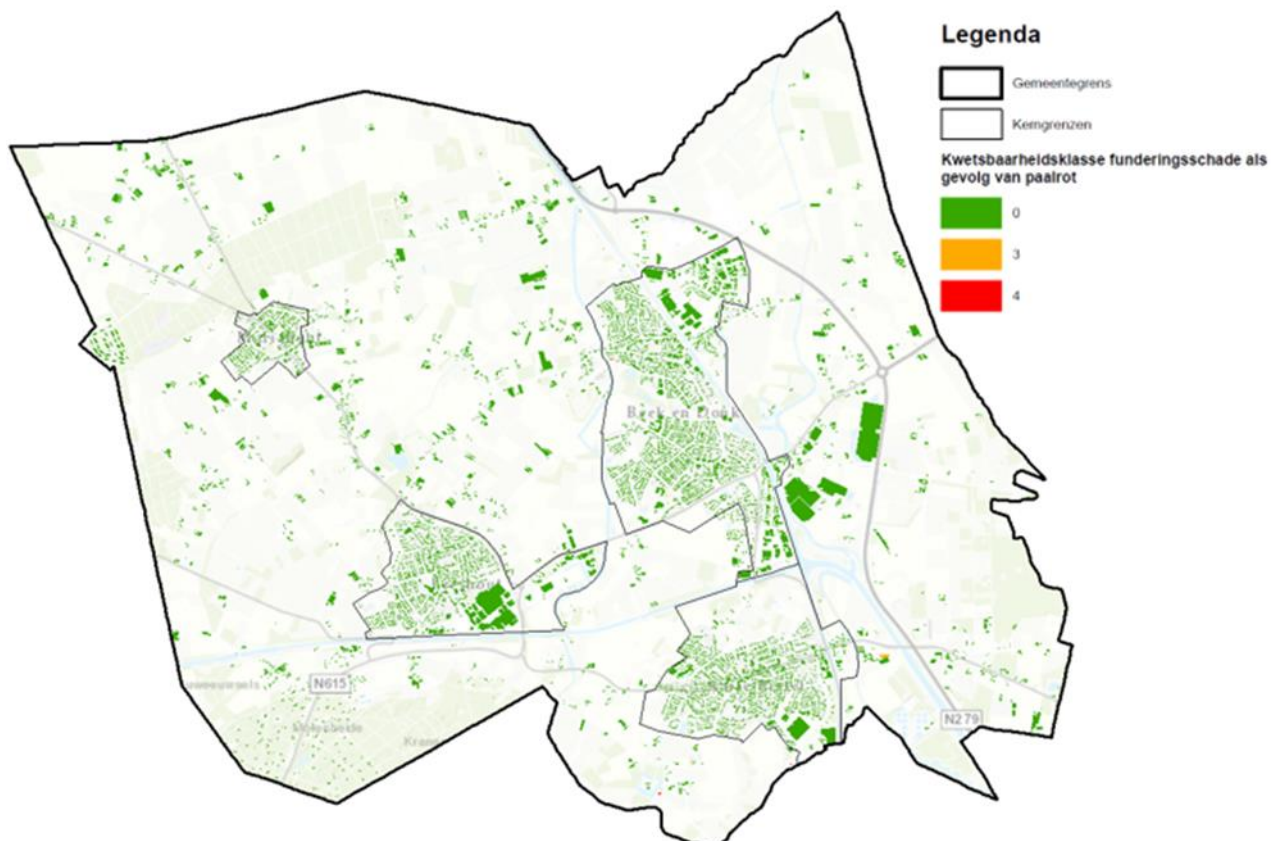 Legenda
Gemeentegrens
Kerngrenzen
Kwetsbaarheidsklasse funderingsschade als
gevolg van paalrot
0
3
4
Beek en Donk
N615
N279